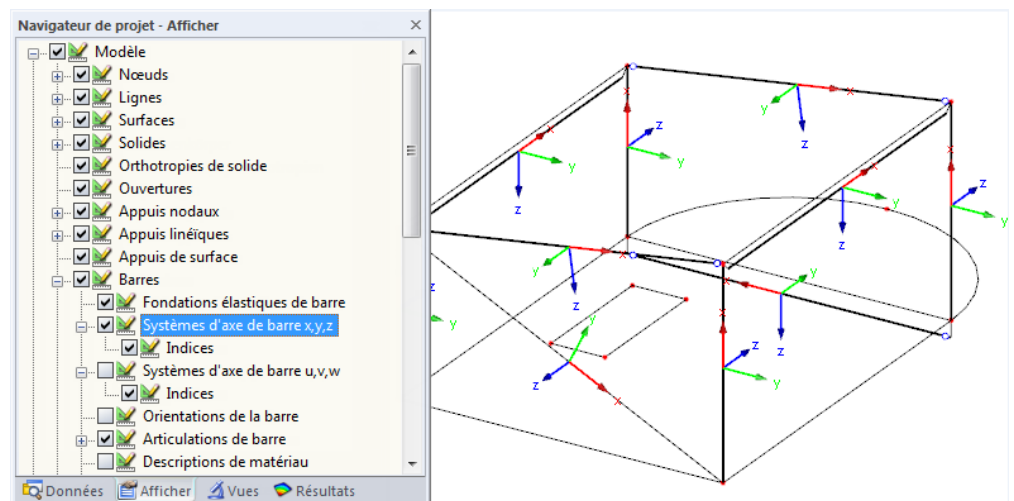 Navigateur de projet - Afficher
Modèle
Nœuds
Lignes
Surfaces
Solides
Orthotropies de solide
Ouvertures
Appuis nodaux
Appuis linéïques
Appuis de surface
Barres
Fondations élastiques de barre
Systèmes d'axe de barre x,y,z
Indices
Systèmes d'axe de barre u,v,w
Indices
Orientations de la barre
Articulations de barre
Descriptions de matériau
Données
Afficher
Vues
Résultats
x
y
z
x
y
z
x
y
z
x
y
z
x
y
z
x
y
z
x
y
z
x
y
z
x
y
z
z
y